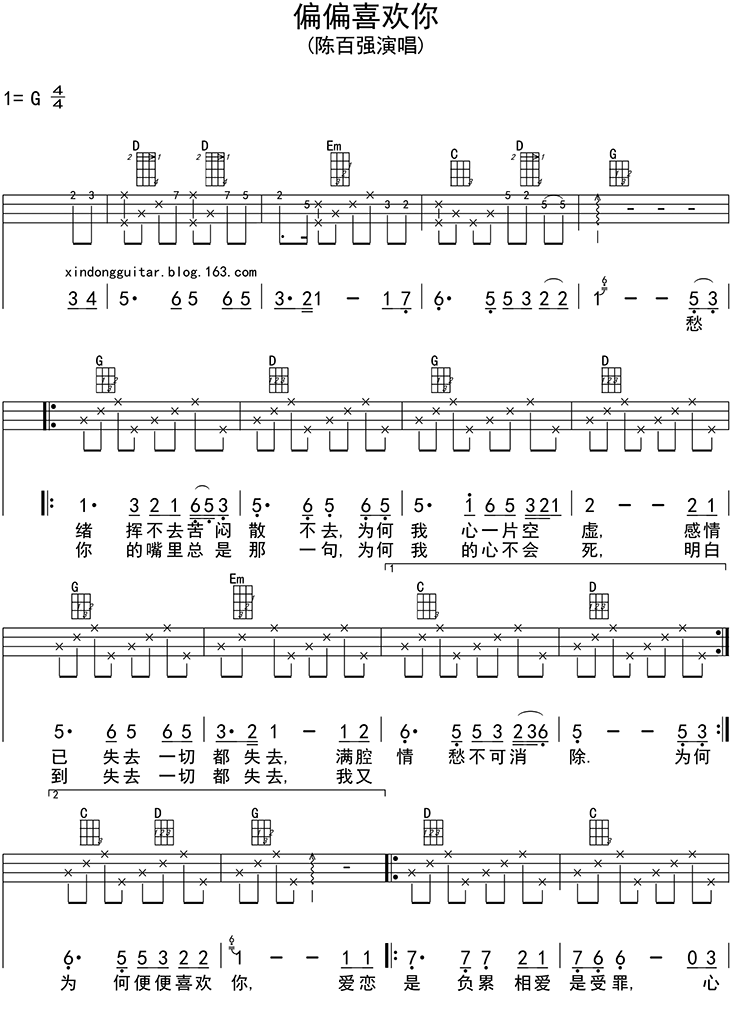 偏偏喜欢你
(陈百强演唱)
1= G 4/4
D D Em C D G
xindongguitar.blog.163.com
3 4 | 5· 6 5 6 5 | 3· 2 1 - 1 7 | 6· 5 5 3 2 2 | 1 - - 5 3
愁
G D G D
1· 3 2 1 6 5 3 | 5· 6 5 6 5 | 5· i 6 5 3 2 1 | 2 - - 2 1
绪 挥不去苦闷 散 不去,为何 我 心一片空 虚, 感情
你 的嘴里总是 那 一句,为何 我 的心不会 死, 明白
G Em C D
1
5· 6 5 6 5 | 3· 2 1 - 1 2 | 6· 5 5 3 2 3 6 | 5 - - 5 3
已 失去一切 都失去, 满腔 情 愁不可消 除. 为何
到 失去一切 都失去, 我又
2
C D G D C
6· 5 5 3 2 2 | 1 - 1 1 | 7· 7 7 2 1 | 7 6 6 - 0 3
为 何便便喜欢 你, 爱恋 是 负累 相爱 是受罪, 心